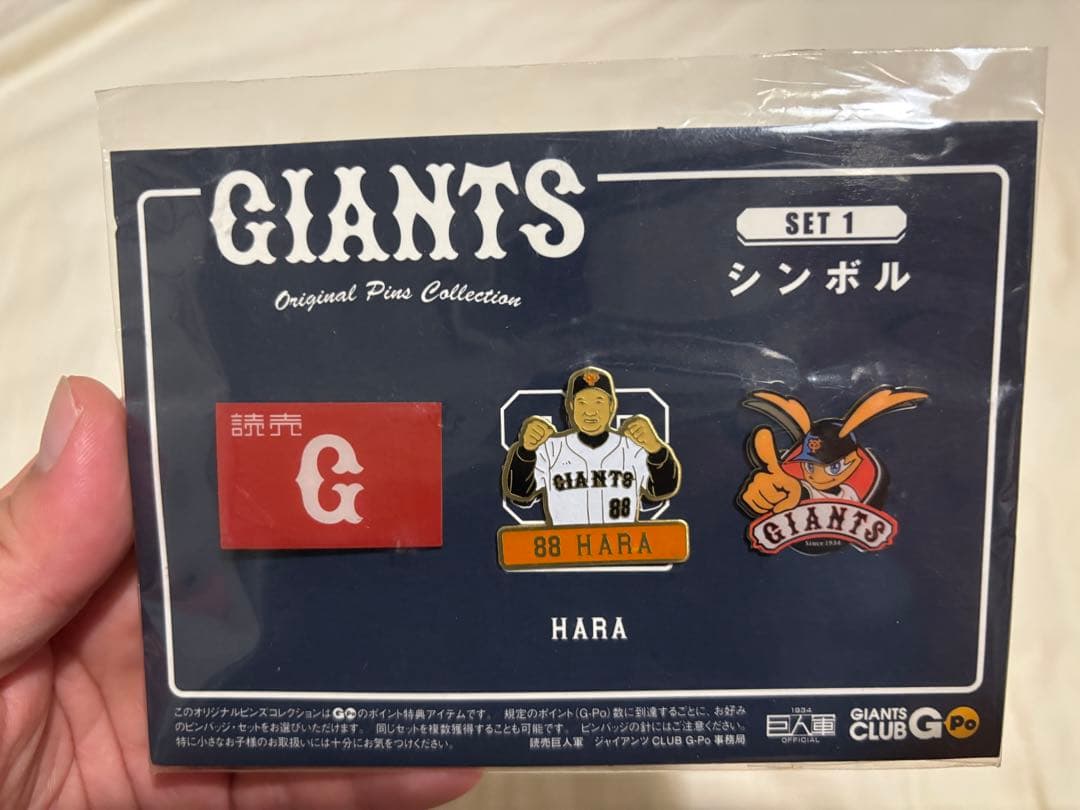 GIANTS
Original Pins Collection
SET 1
シンボル
読売
G
GIANTS
88
88 HARA
YG
GIANTS
Since 1934
HARA
このオリジナルピンズコレクションはG-Poのポイント特典アイテムです。 規定のポイント(G-Po)数に到達するごとに、お好み
のピンバッジ・セットをお選びいただけます。 同じセットを複数獲得することも可能です。 ピンバッジの針にはご注意ください。
特に小さなお子様のお取扱いには十分にお気をつけください。 読売巨人軍 ジャイアンツ CLUB G-Po 事務局
1934
巨人軍
OFFICIAL
GIANTS
CLUB G-Po